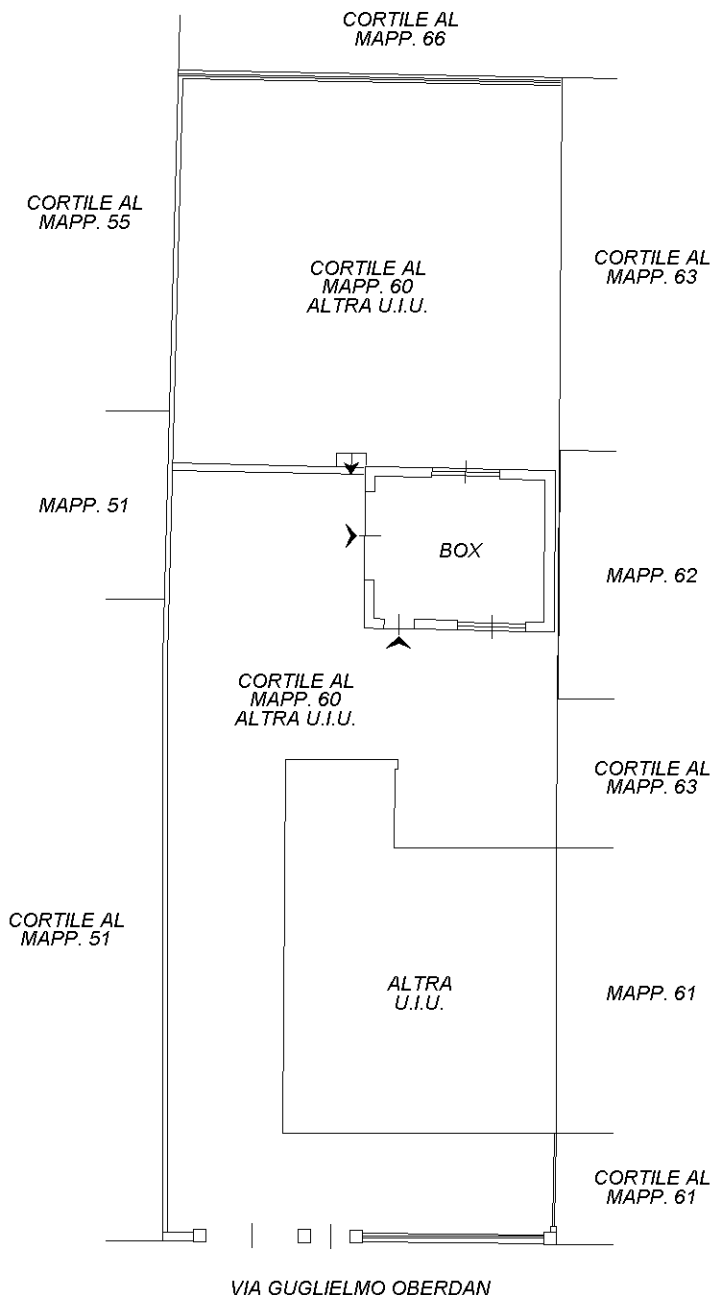 CORTILE AL
MAPP. 66
CORTILE AL
MAPP. 55
CORTILE AL
MAPP. 60
ALTRA U.I.U.
CORTILE AL
MAPP. 63
MAPP. 51
BOX
MAPP. 62
CORTILE AL
MAPP. 60
ALTRA U.I.U.
CORTILE AL
MAPP. 63
CORTILE AL
MAPP. 51
ALTRA
U.I.U.
MAPP. 61
CORTILE AL
MAPP. 61
VIA GUGLIELMO OBERDAN